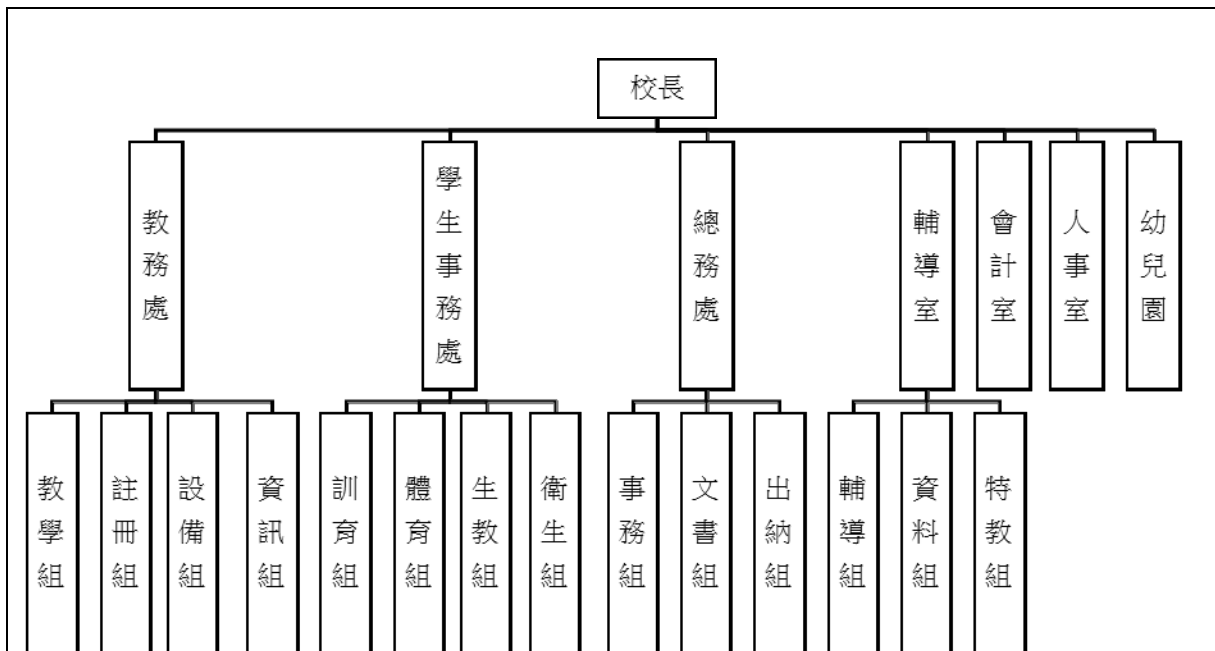 校長
教務處
學生事務處
總務處
輔導室
會計室
人事室
幼兒園
教學組
註冊組
設備組
資訊組
訓育組
體育組
生教組
衛生組
事務組
文書組
出納組
輔導組
資料組
特教組